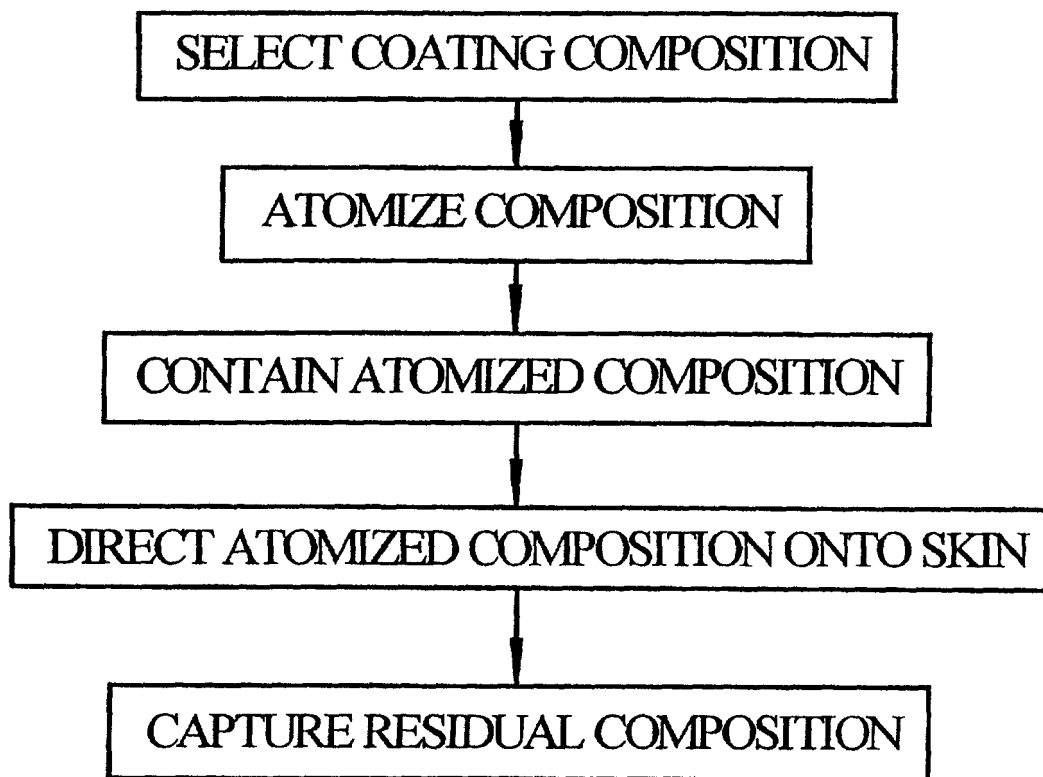 SELECT COATING COMPOSITION
ATOMIZE COMPOSITION
CONTAIN ATOMIZED COMPOSITION
DIRECT ATOMIZED COMPOSITION ONTO SKIN
CAPTURE RESIDUAL COMPOSITION